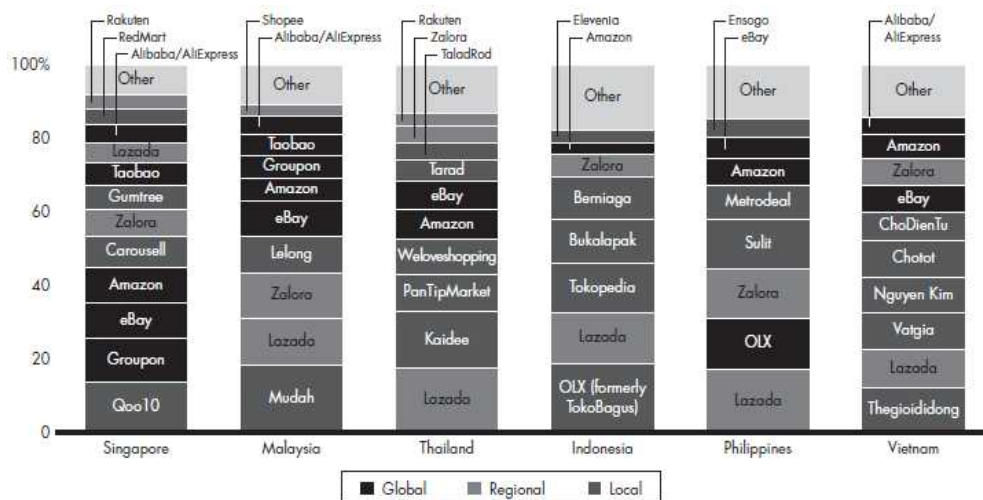 Rakuten
RedMart
Alibaba/AliExpress
Shopee
Alibaba/AliExpress
Rakuten
Zalora
TaladRod
Elevenia
Amazon
Ensogo
eBay
Alibaba/
AliExpress
100%
80
60
40
20
0
Other
Lazada
Taobao
Gumtree
Zalora
Carousell
Amazon
eBay
Groupon
Qoo10
Singapore
Other
Taobao
Groupon
Amazon
eBay
Lelong
Zalora
Lazada
Mudah
Malaysia
Other
Tarad
eBay
Amazon
Weloveshopping
PanTipMarket
Kaidee
Lazada
Thailand
Other
Zalora
Berniaga
Bukalapak
Tokopedia
Lazada
OLX (formerly
TokoBagus)
Indonesia
Other
Amazon
Metrodeal
Sulit
Zalora
OLX
Lazada
Philippines
Other
Amazon
Zalora
eBay
ChoDienTu
Chotot
Nguyen Kim
Vatgia
Lazada
Thegioididong
Vietnam
Global
Regional
Local